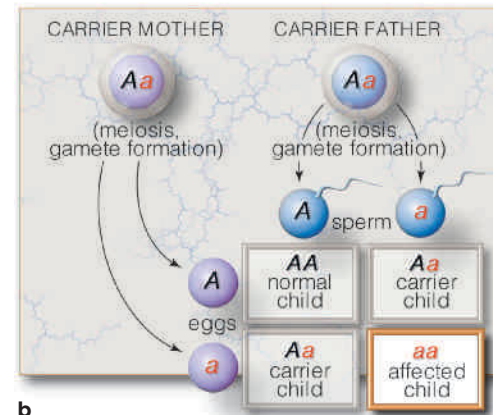 CARRIER MOTHER
CARRIER FATHER
Aa
Aa
(meiosis,
gamete formation)
(meiosis,
gamete formation)
A
sperm
a
A
AA
normal
child
Aa
carrier
child
eggs
a
Aa
carrier
child
aa
affected
child
b